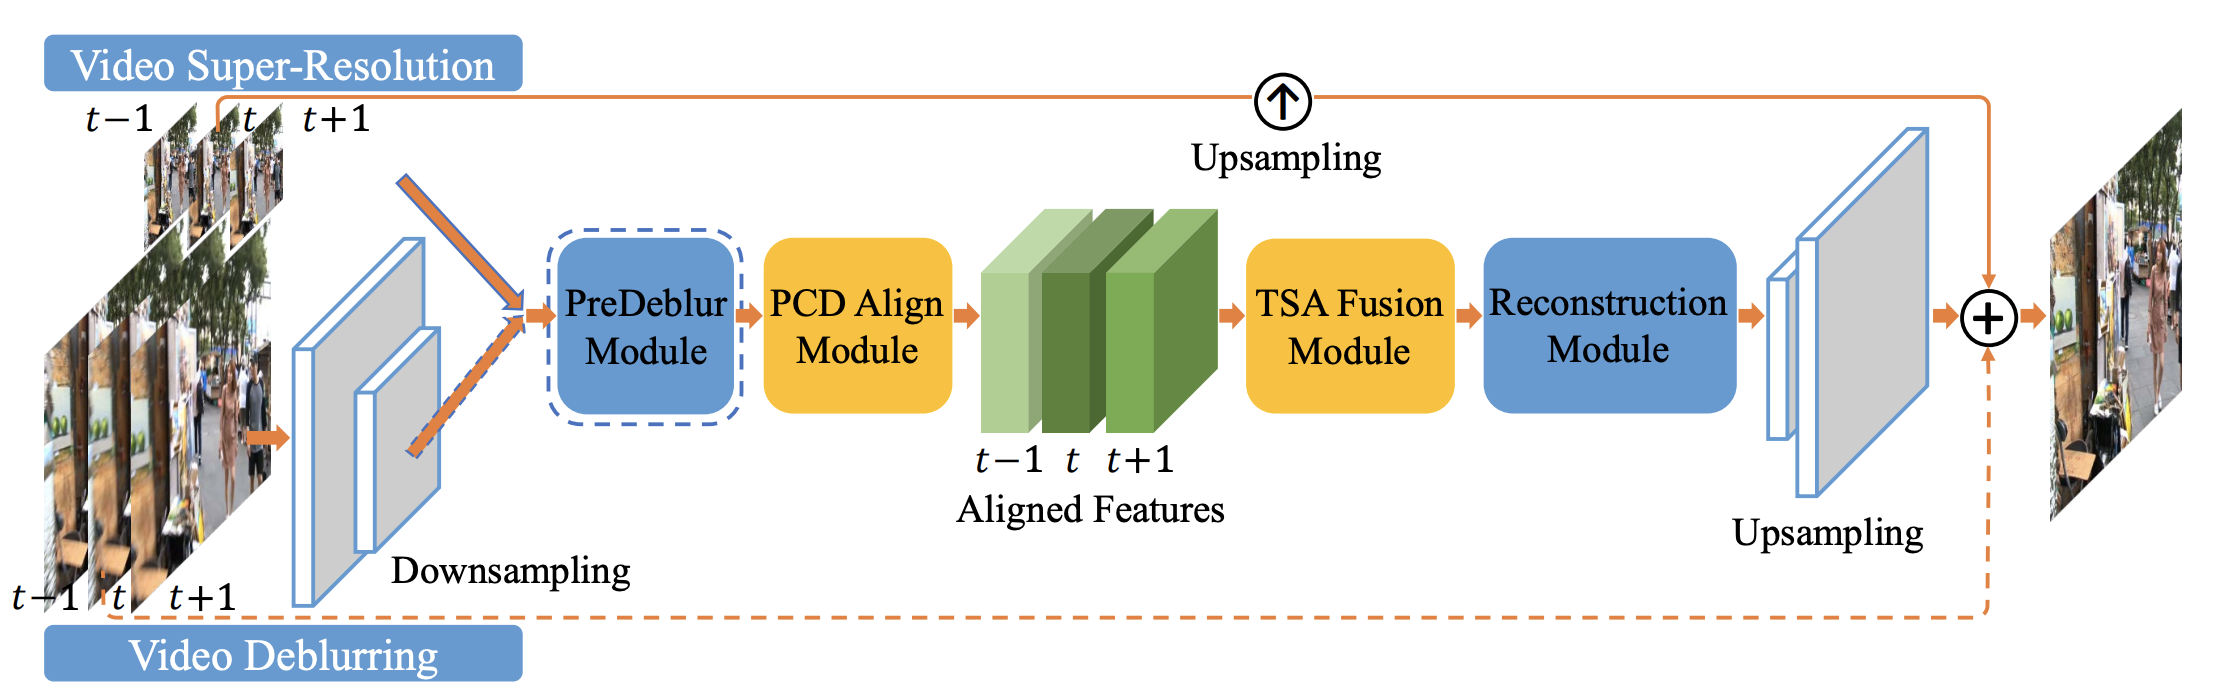 Video Super-Resolution
t−1 t t+1
Upsampling
PreDeblur
Module
PCD Align
Module
TSA Fusion
Module
Reconstruction
Module
t−1 t t+1
Aligned Features
Upsampling
Downsampling
t−1 t t+1
Video Deblurring